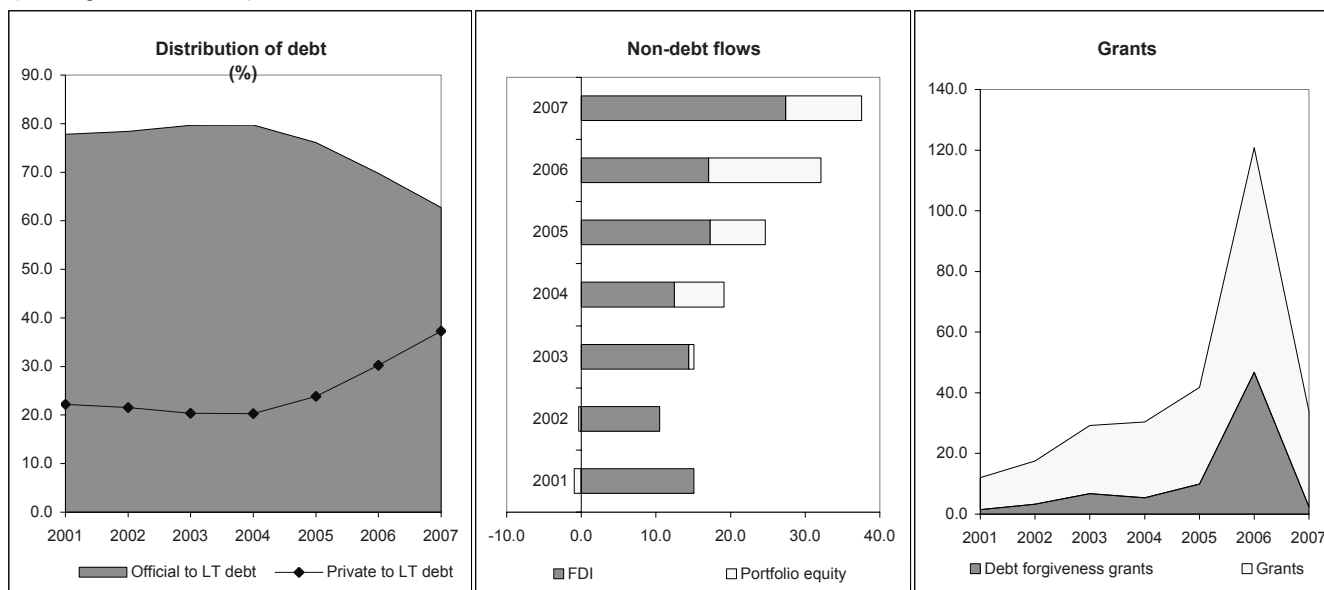 Distribution of debt
(%)
90.0
80.0
70.0
60.0
50.0
40.0
30.0
20.0
10.0
0.0
2001 2002 2003 2004 2005 2006 2007
Official to LT debt Private to LT debt
Non-debt flows
2007
2006
2005
2004
2003
2002
2001
-10.0 0.0 10.0 20.0 30.0 40.0
FDI Portfolio equity
Grants
140.0
120.0
100.0
80.0
60.0
40.0
20.0
0.0
2001 2002 2003 2004 2005 2006 2007
Debt forgiveness grants Grants